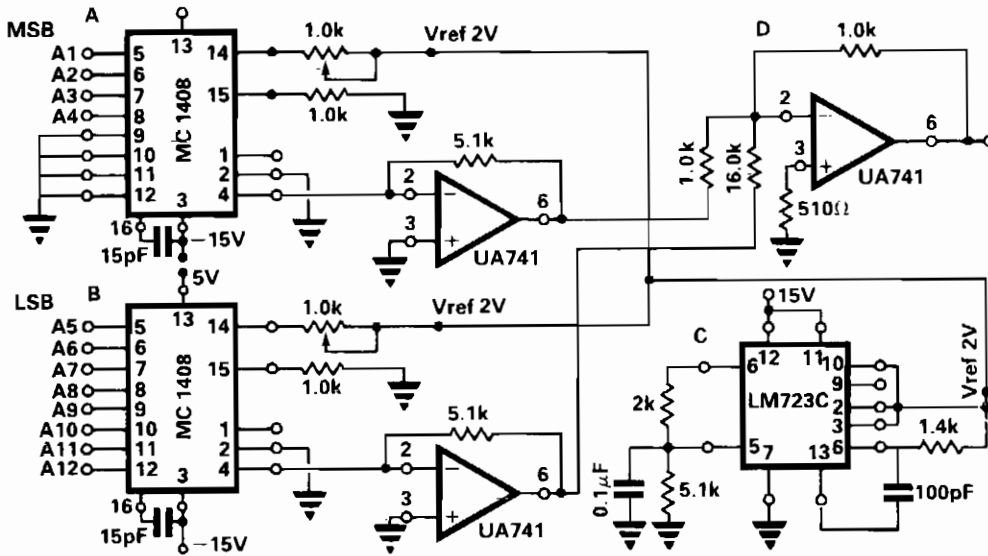 MSB A
A1 5
A2 6
A3 7
A4 8
9
10
11
12
13
14
15
1
2
4
3
16
MC 1408
15pF
−15V
5V
1.0k
1.0k
Vref 2V
5.1k
2
3
6
UA741
1.0k
16.0k
D
1.0k
2
3
6
UA741
510Ω
LSB B
A5 5
A6 6
A7 7
A8 8
A9 9
A10 10
A11 11
A12 12
13
14
15
1
2
4
3
16
MC 1408
15pF
−15V
1.0k
1.0k
Vref 2V
5.1k
2
3
6
UA741
C
15V
12 11
6 10
9
LM723C
2
3
5 7 13 6
2k
5.1k
0.1μF
1.4k
100pF
Vref 2V